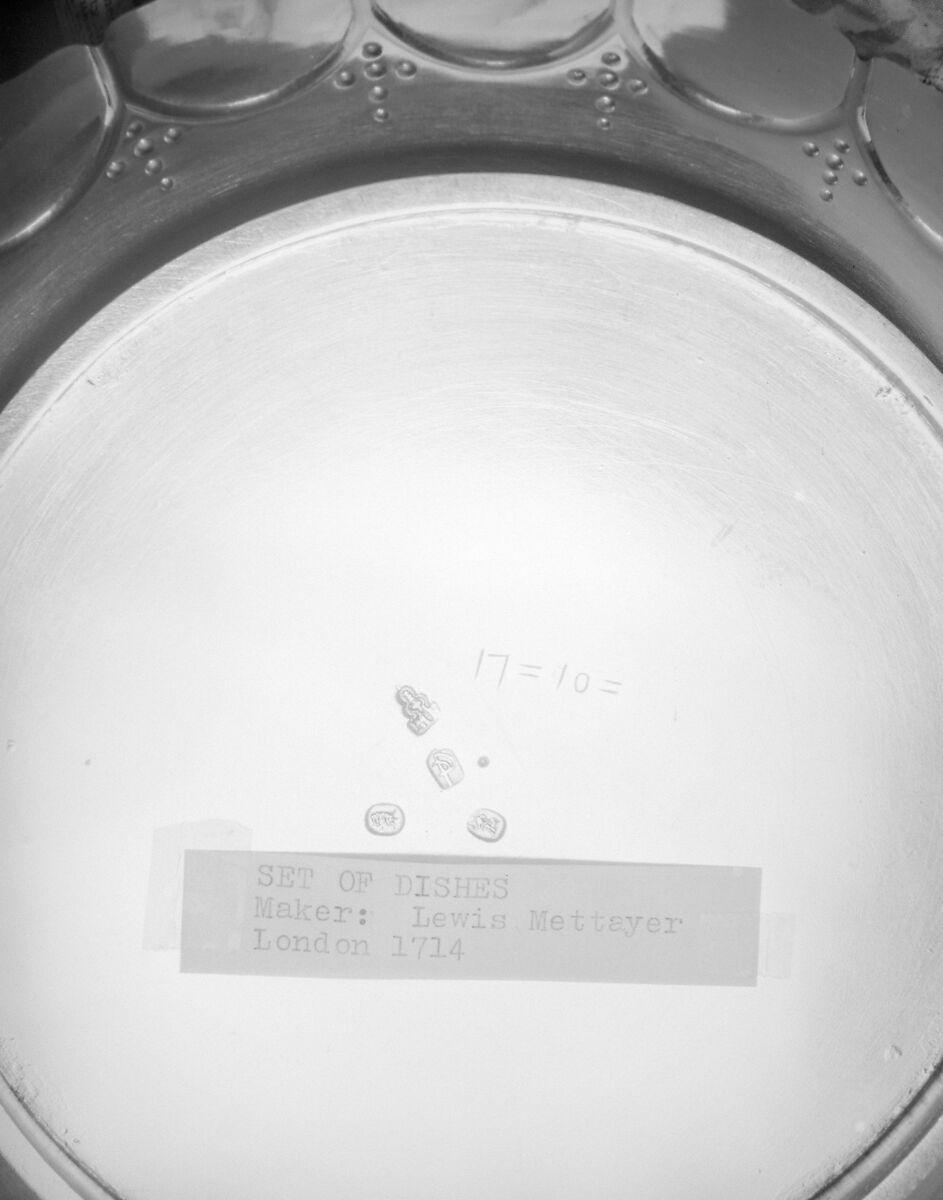 17=10=
SET OF DISHES
Maker: Lewis Mettayer
London 1714